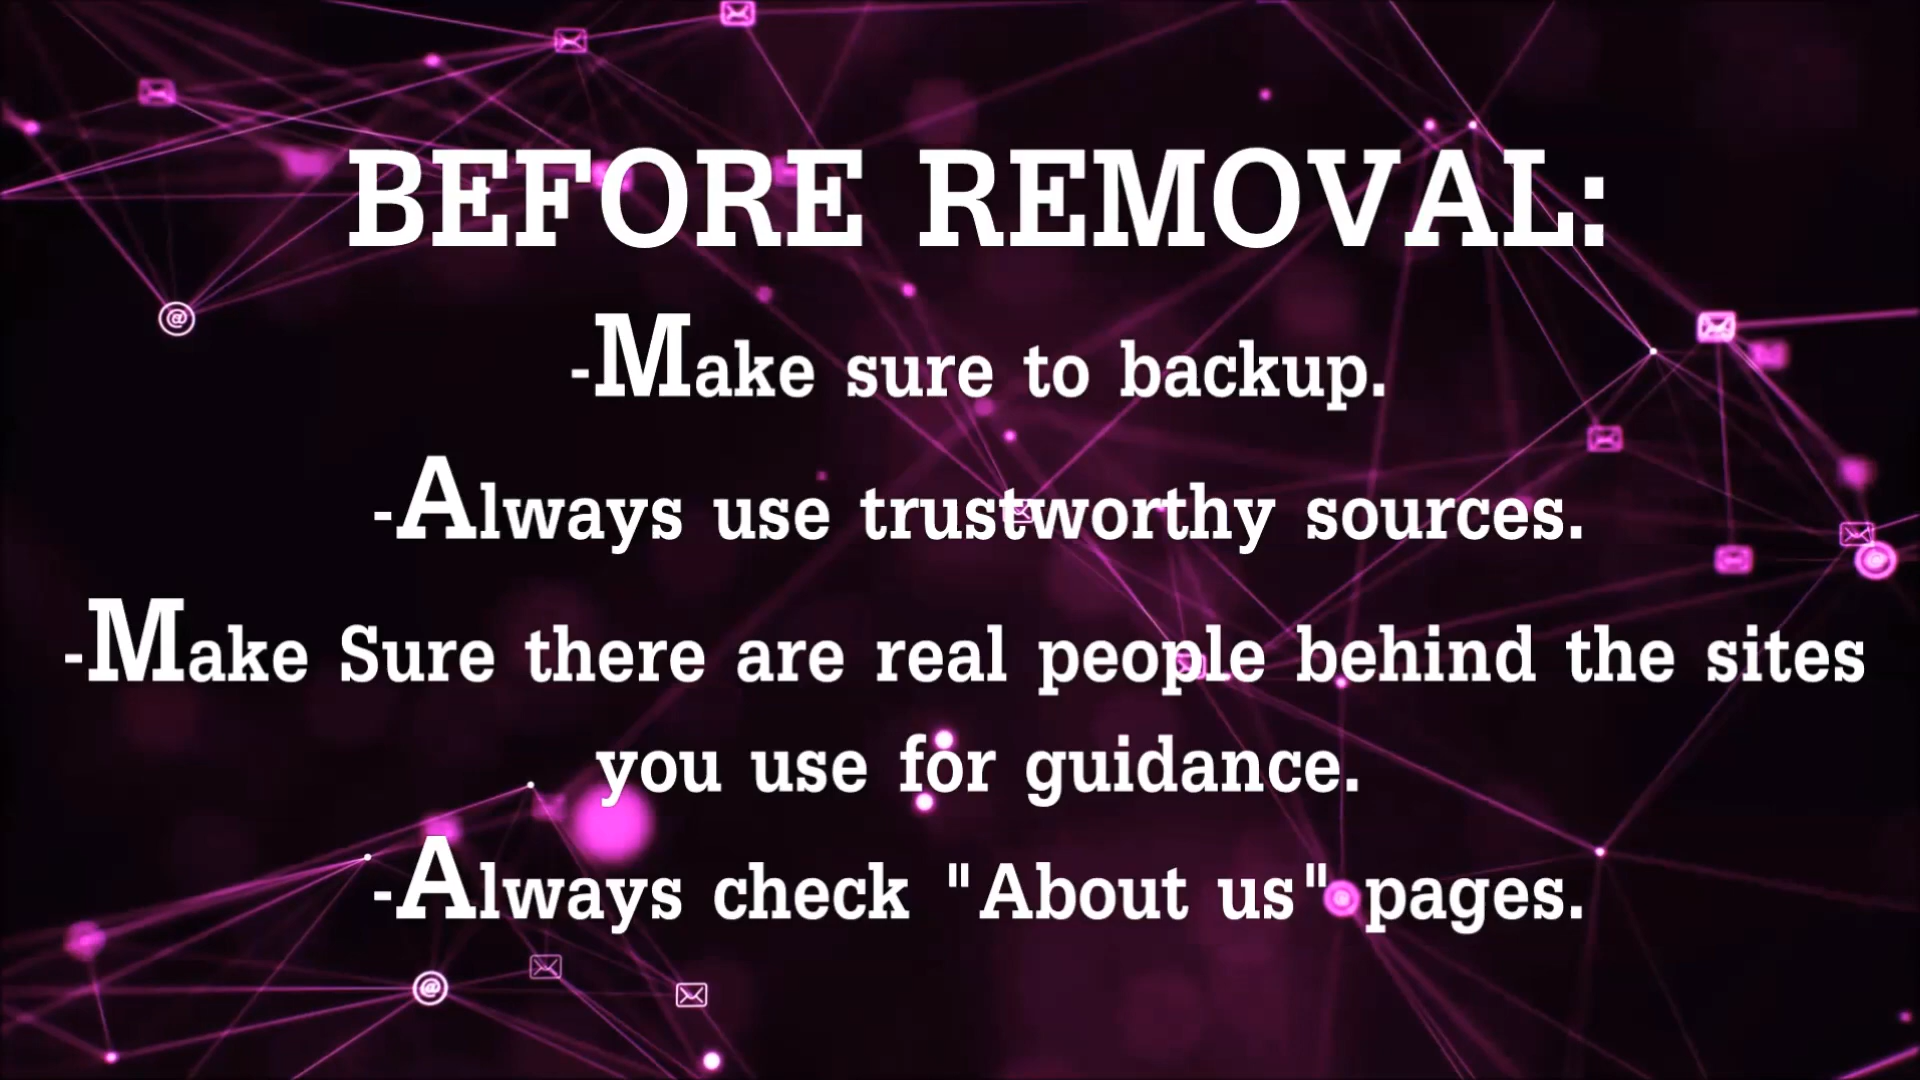 BEFORE REMOVAL:
-Make sure to backup.
-Always use trustworthy sources.
-Make Sure there are real people behind the sites
you use for guidance.
-Always check "About us" pages.